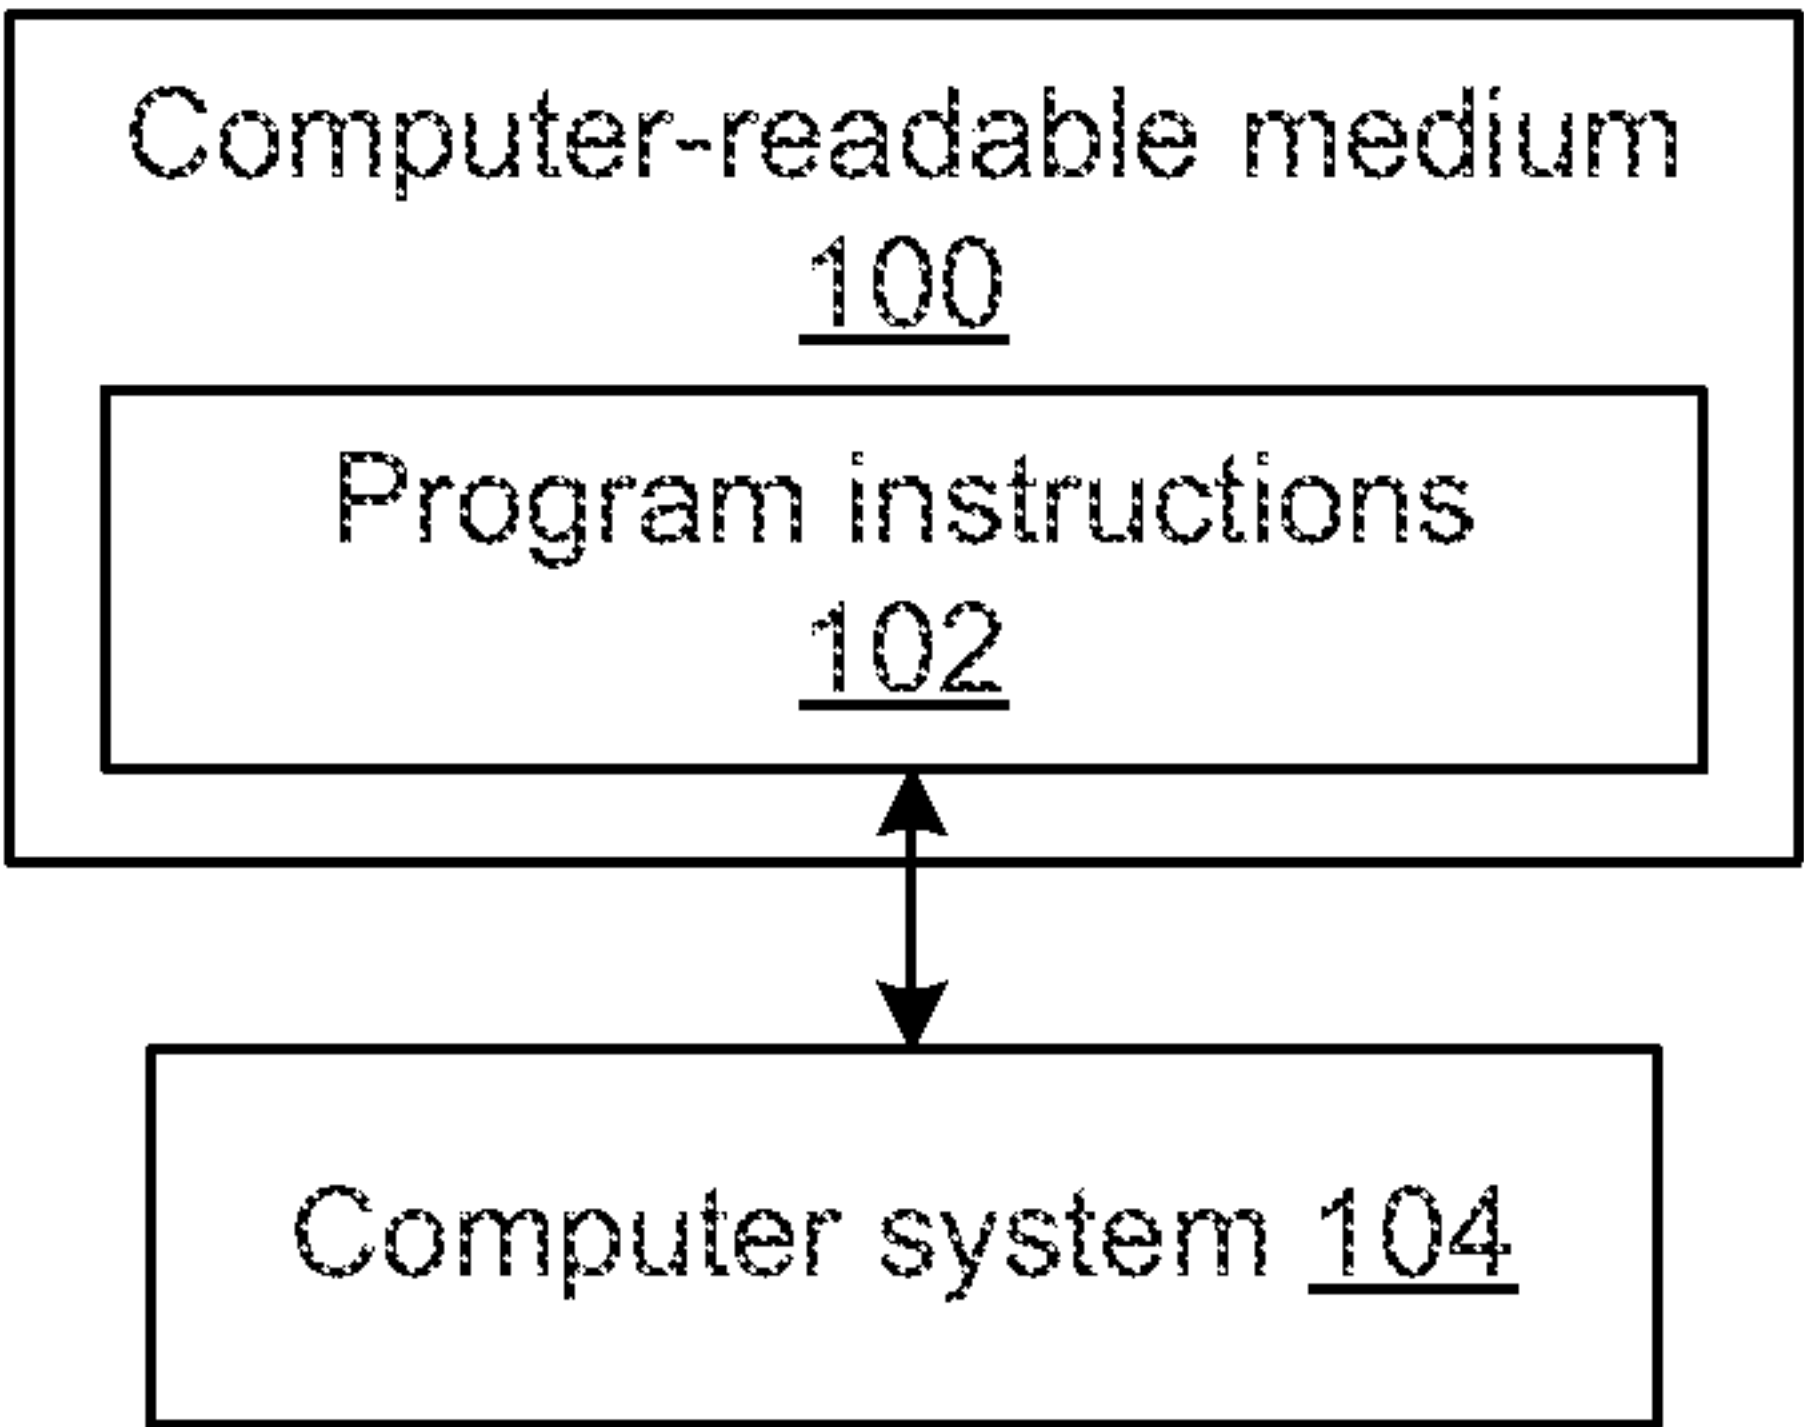 Computer-readable medium
100
Program instructions
102
Computer system 104